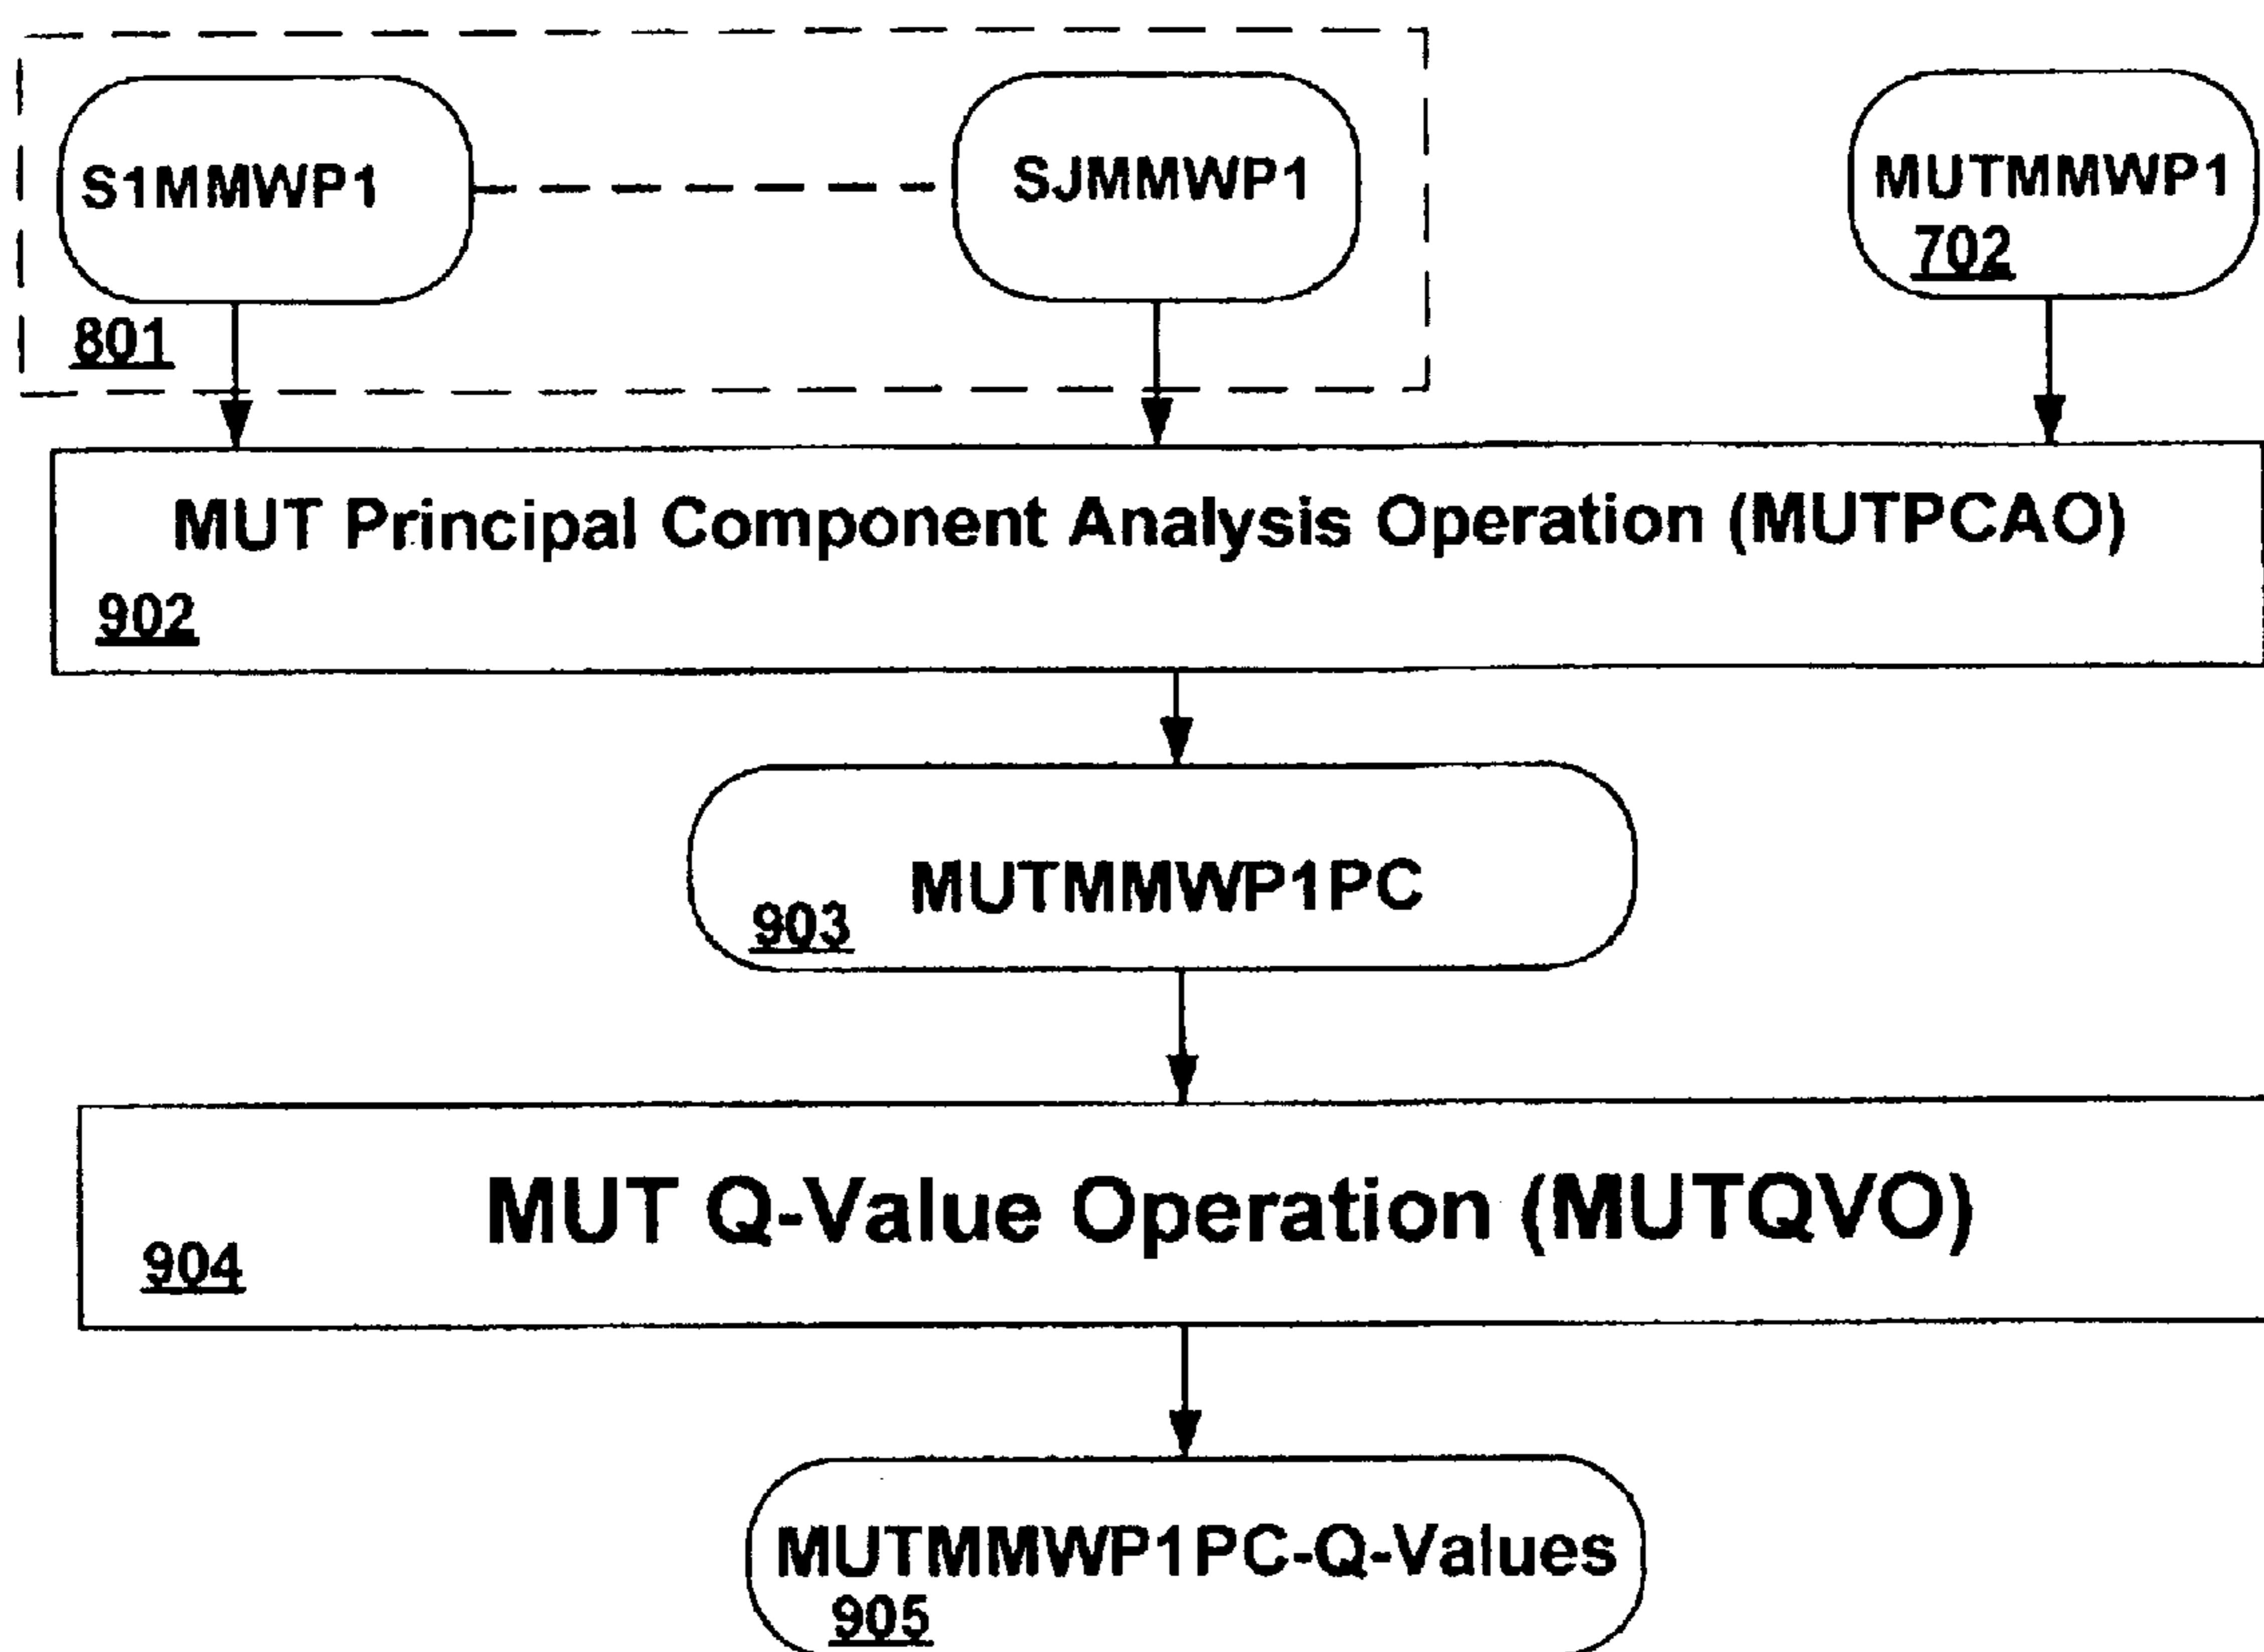 S1MMWP1
SJMMWP1
MUTMMWP1
702
801
MUT Principal Component Analysis Operation (MUTPCAO)
902
MUTMMWP1PC
903
MUT Q-Value Operation (MUTQVO)
904
MUTMMWP1PC-Q-Values
905